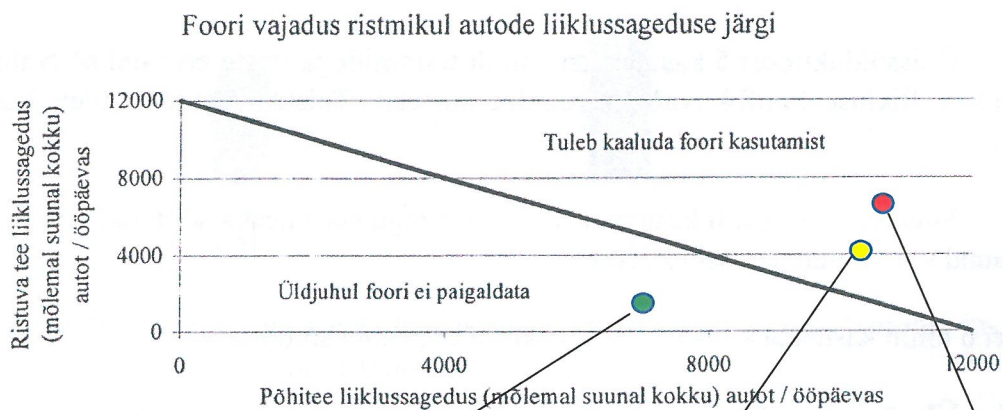 Foori vajadus ristmikul autode liiklussageduse järgi
Ristuva tee liiklussagedus
(mõlemal suunal kokku)
autot / ööpäevas
12000
8000
4000
0
Tuleb kaaluda foori kasutamist
Üldjuhul foori ei paigaldata
0
4000
8000
12000
Põhitee liiklussagedus (mõlemal suunal kokku) autot / ööpäevas